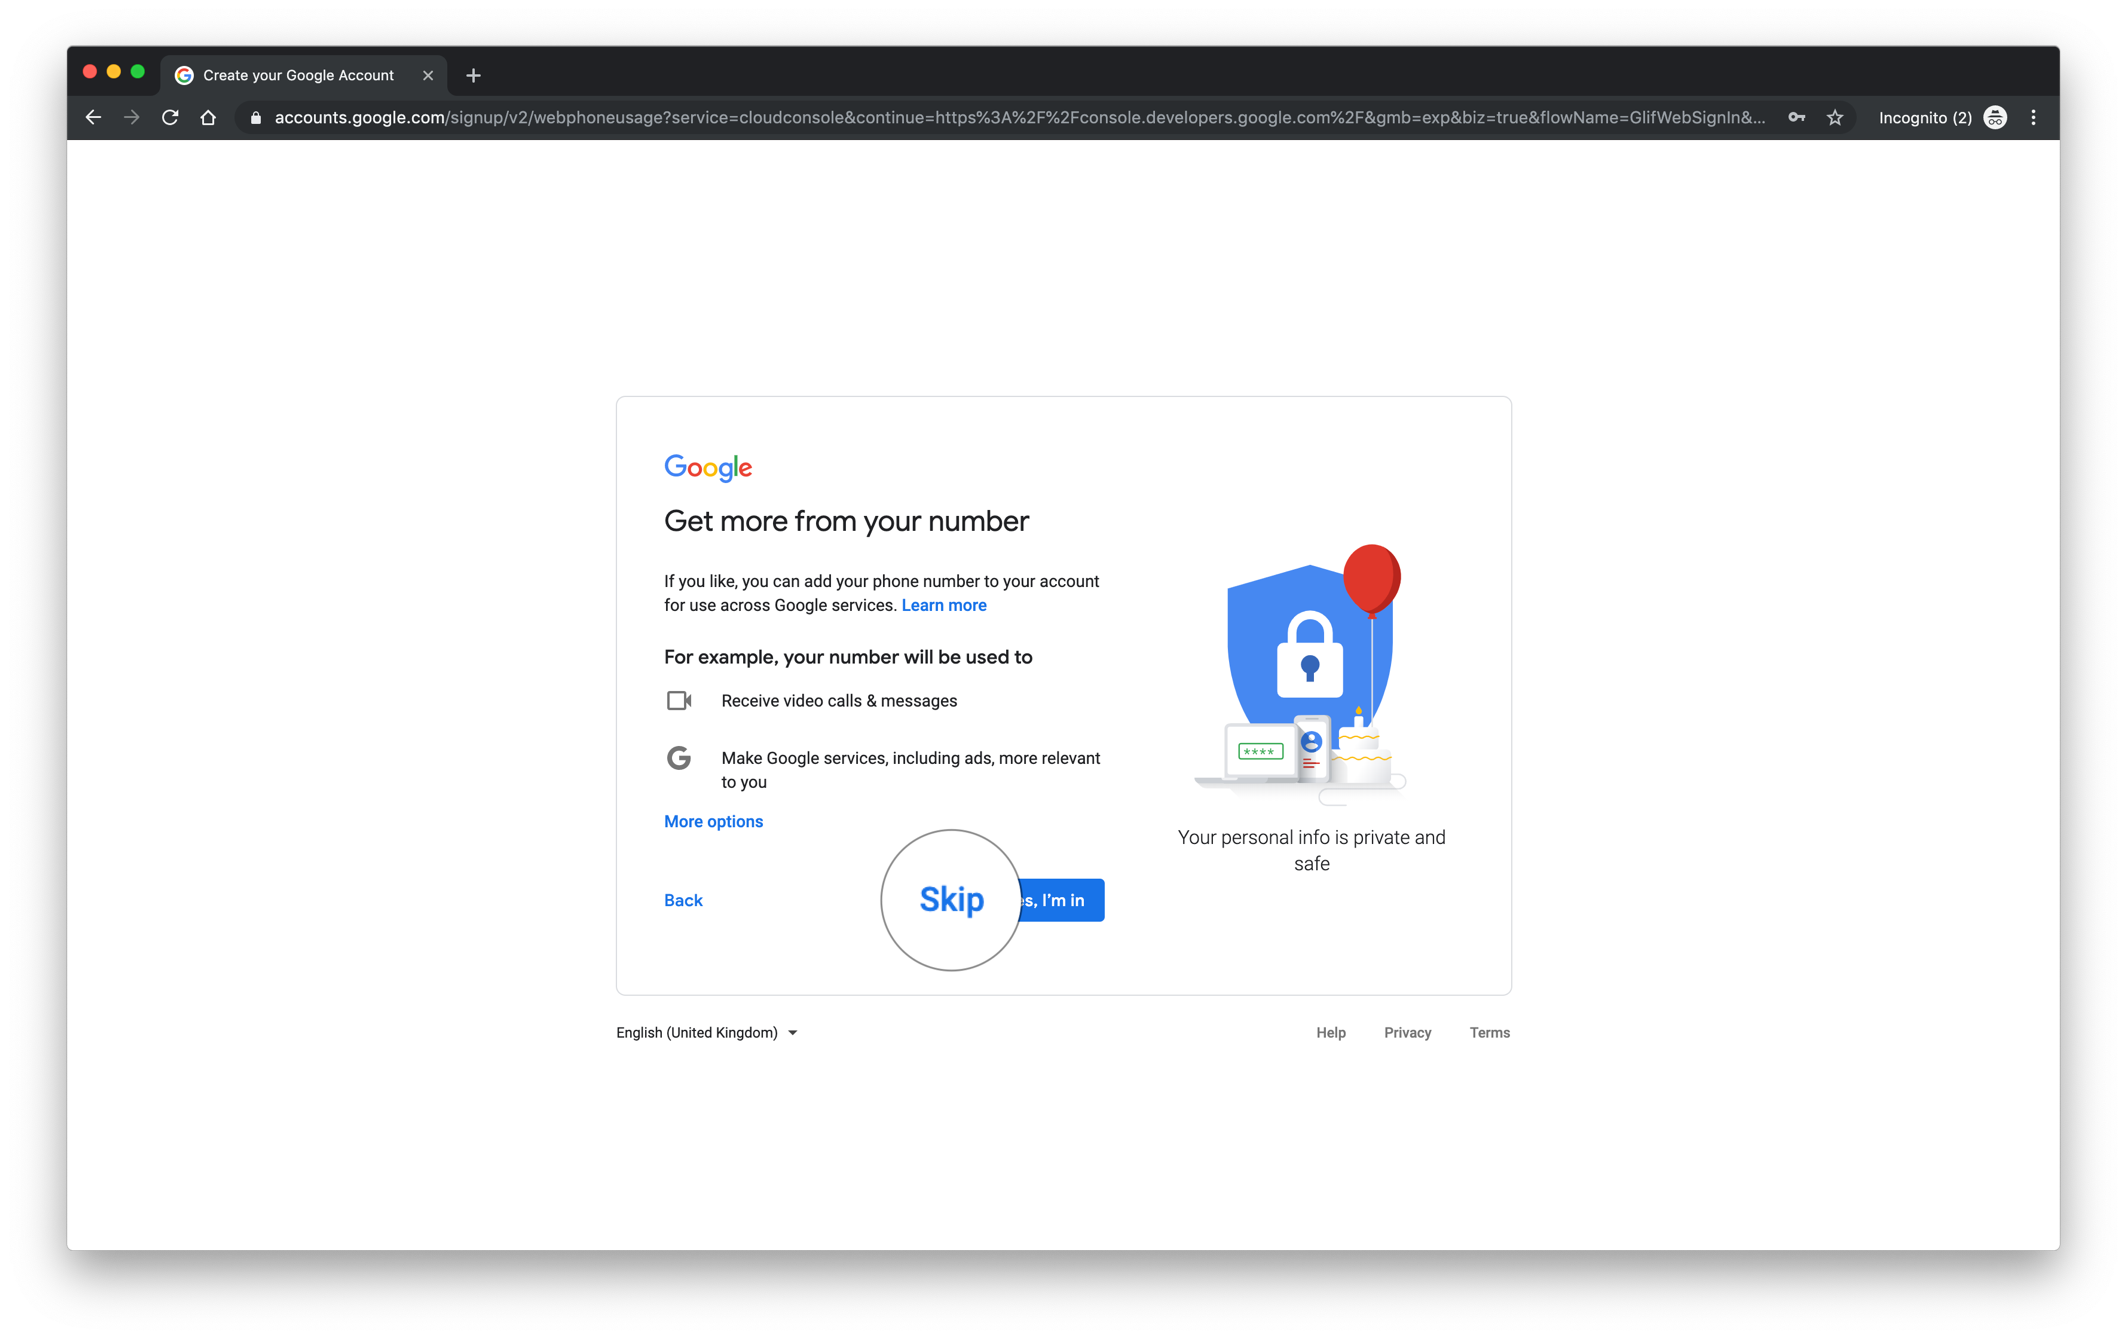 Create your Google Account
accounts.google.com/signup/v2/webphoneusage?service=cloudconsole&continue=https%3A%2F%2Fconsole.developers.google.com%2F&gmb=exp&biz=true&flowName=GlifWebSignIn&...
Incognito (2)
Google
Get more from your number
If you like, you can add your phone number to your account
for use across Google services. Learn more
For example, your number will be used to
Receive video calls & messages
Make Google services, including ads, more relevant
to you
More options
****
Your personal info is private and
safe
Back
Skip
es, I'm in
English (United Kingdom)
Help
Privacy
Terms